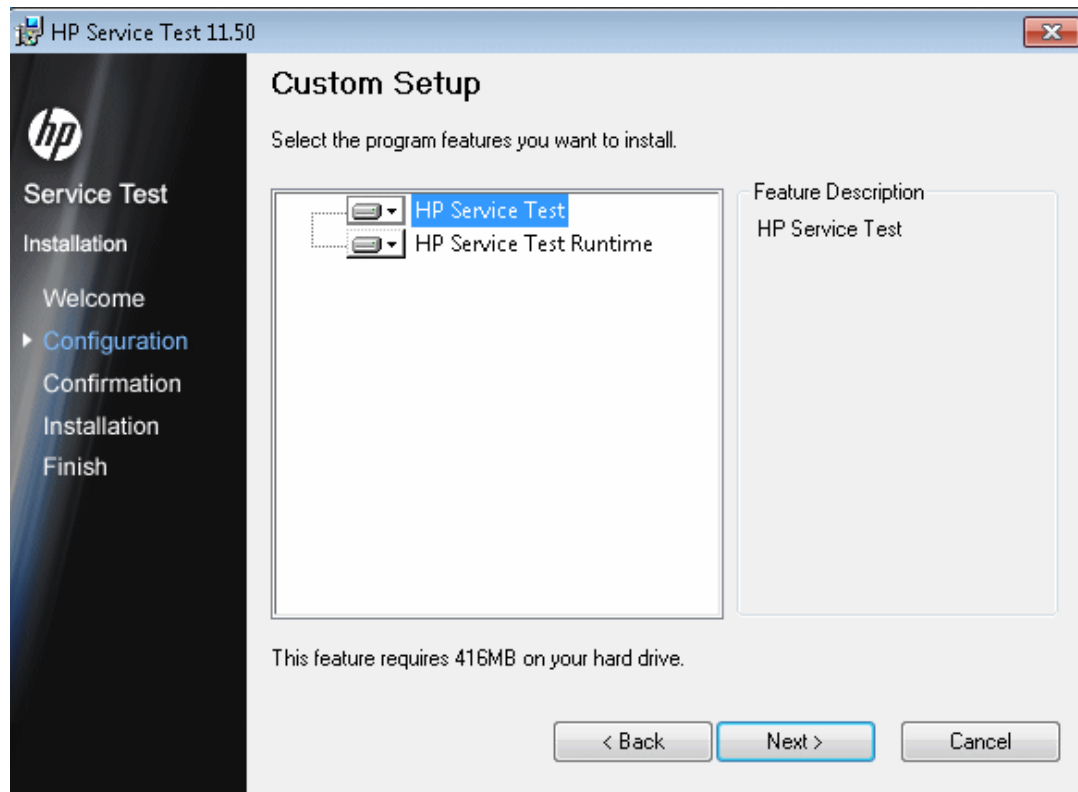 HP Service Test 11.50
hp
Service Test
Installation
Welcome
Configuration
Confirmation
Installation
Finish
Custom Setup
Select the program features you want to install.
HP Service Test
HP Service Test Runtime
Feature Description
HP Service Test
This feature requires 416MB on your hard drive.
< Back
Next >
Cancel